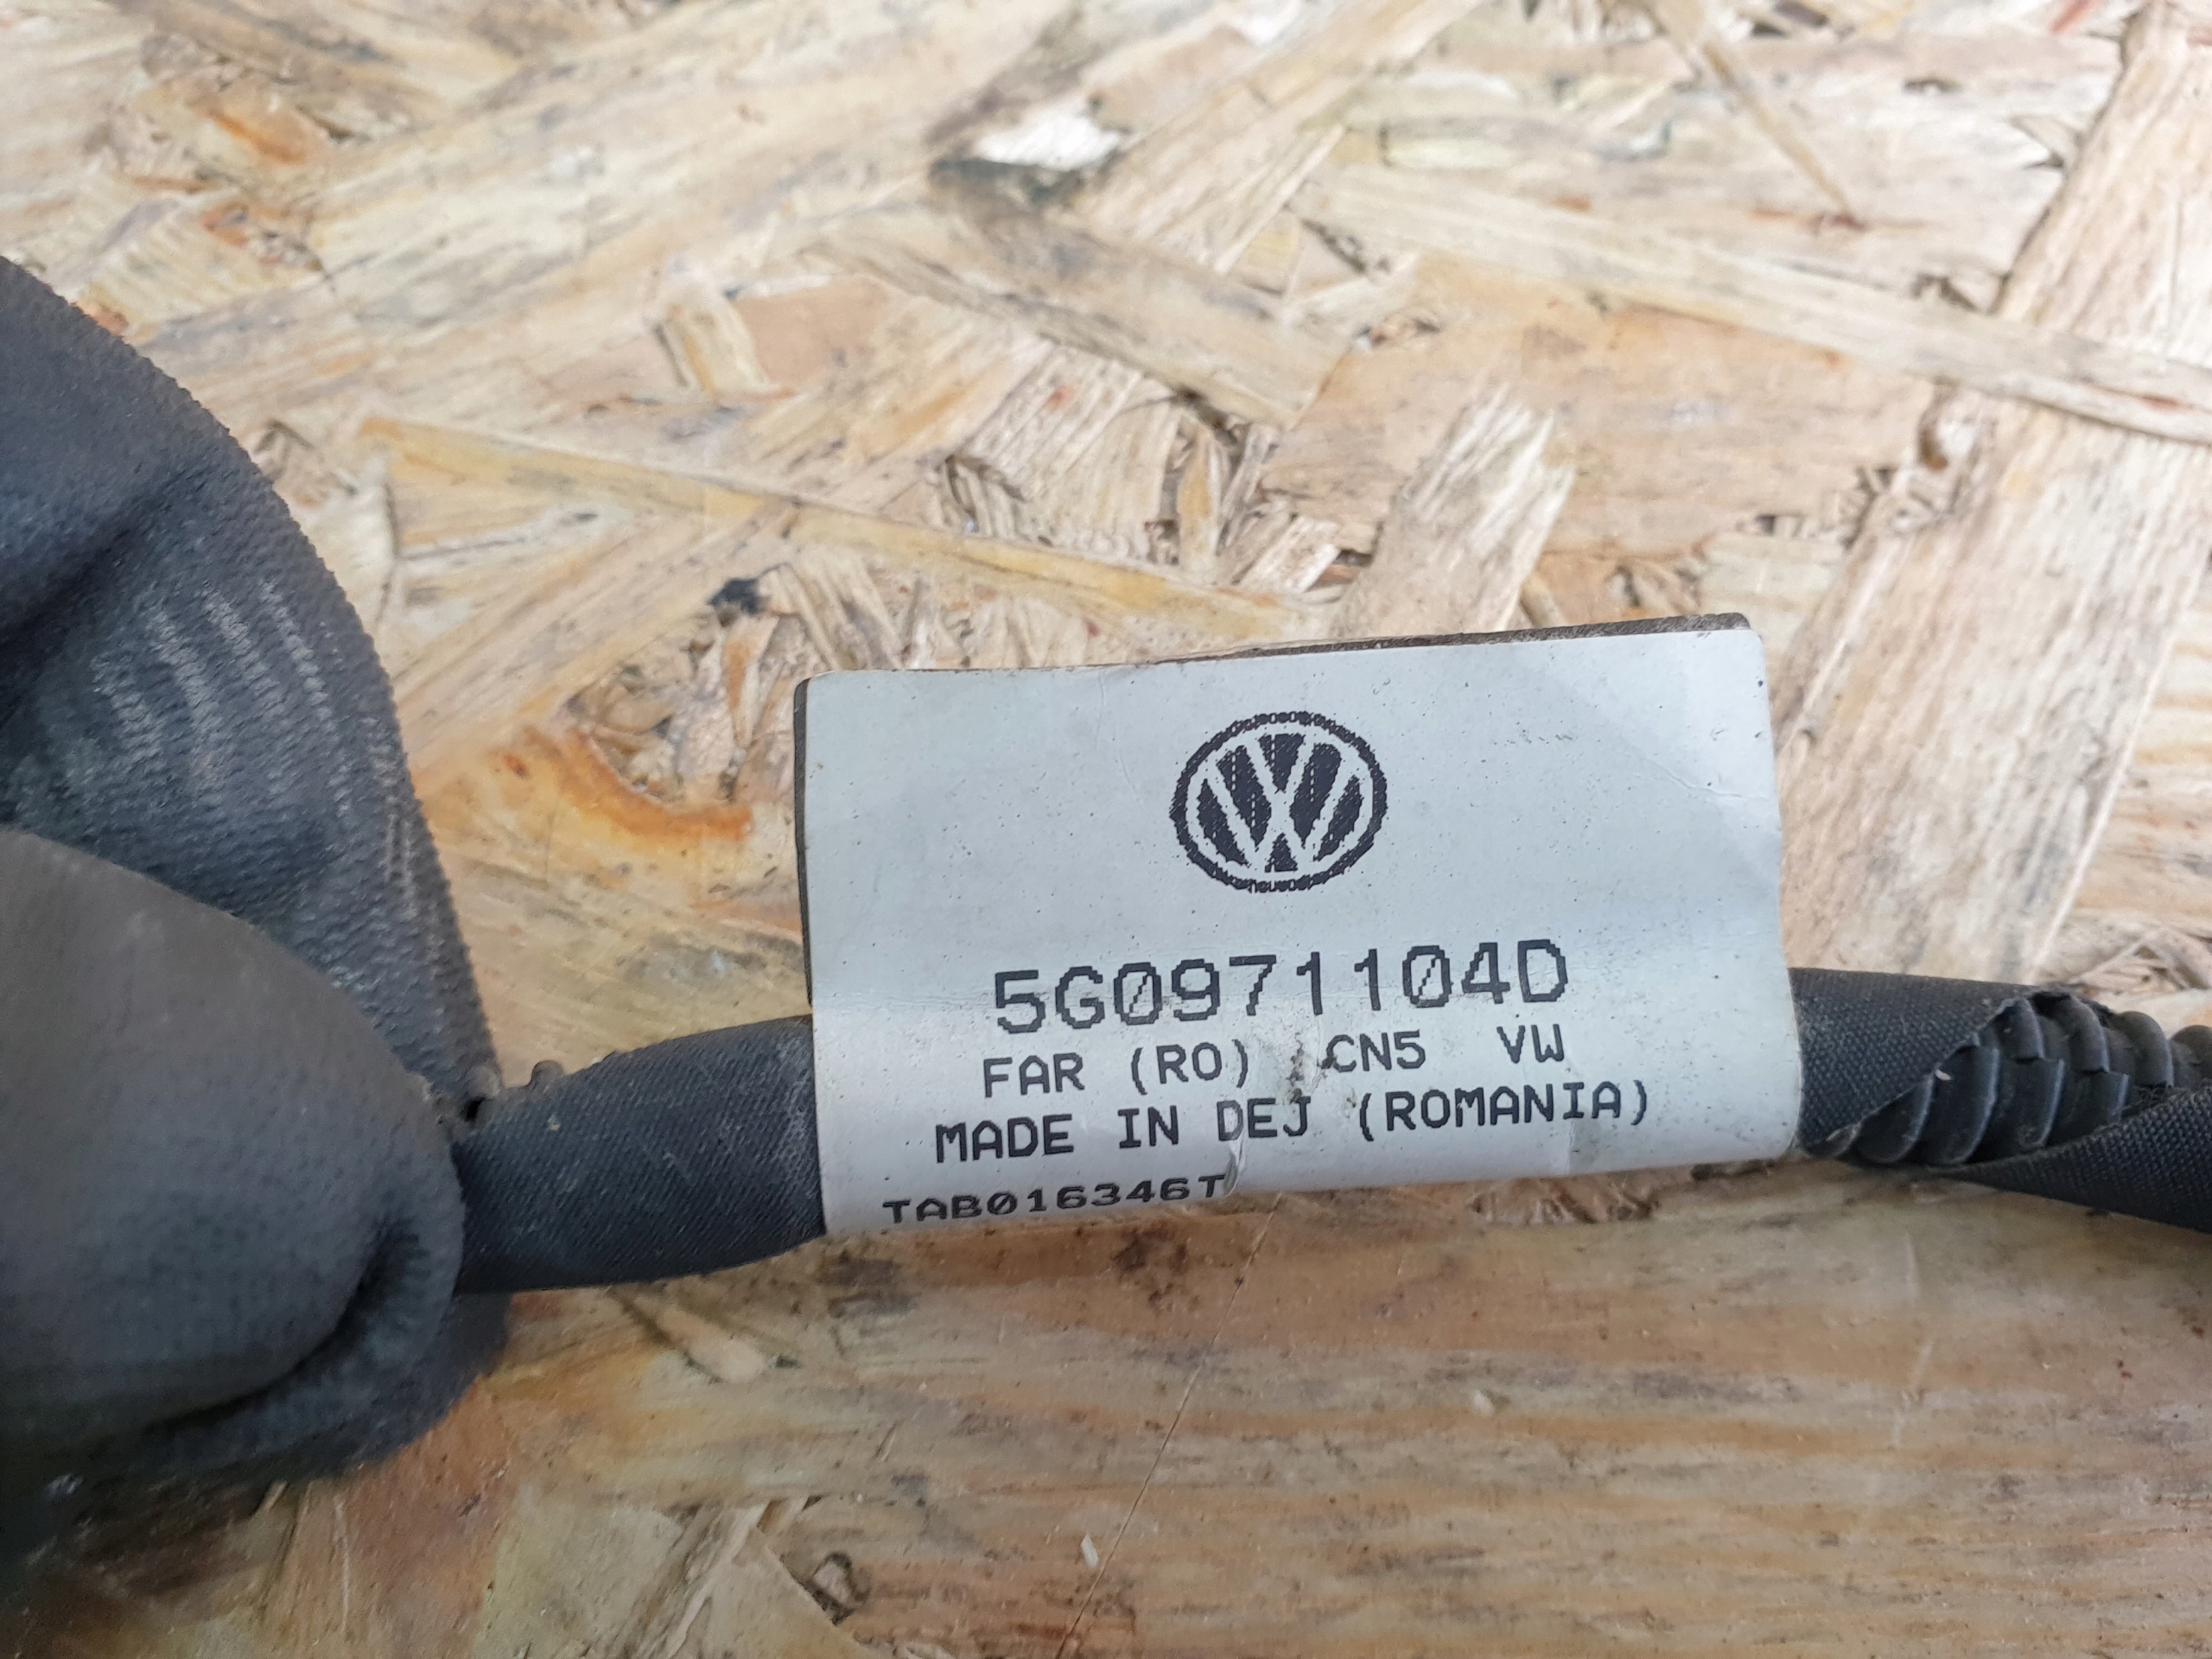 5G0971104D
FAR (RO) CN5 VW
MADE IN DEJ (ROMANIA)
TAB016346T